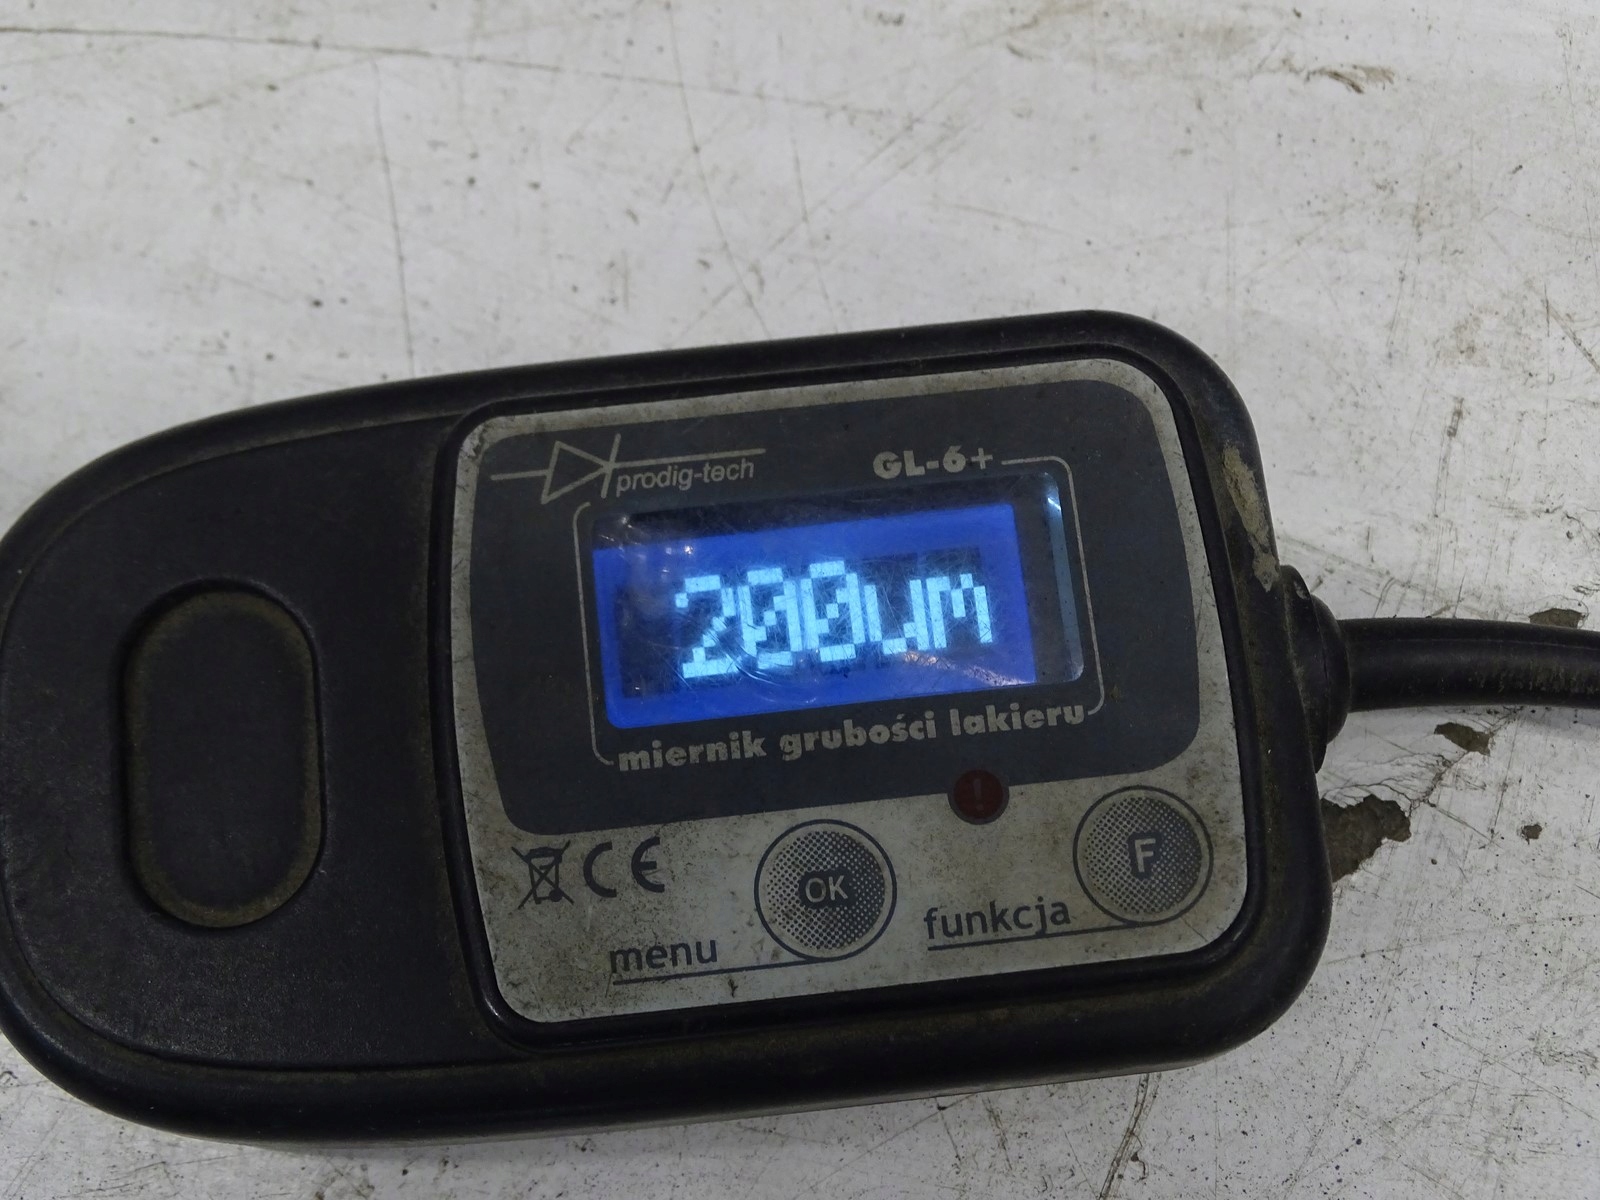 prodig-tech
GL-6+
200um
miernik grubości lakieru
!
CE
OK
F
menu
funkcja